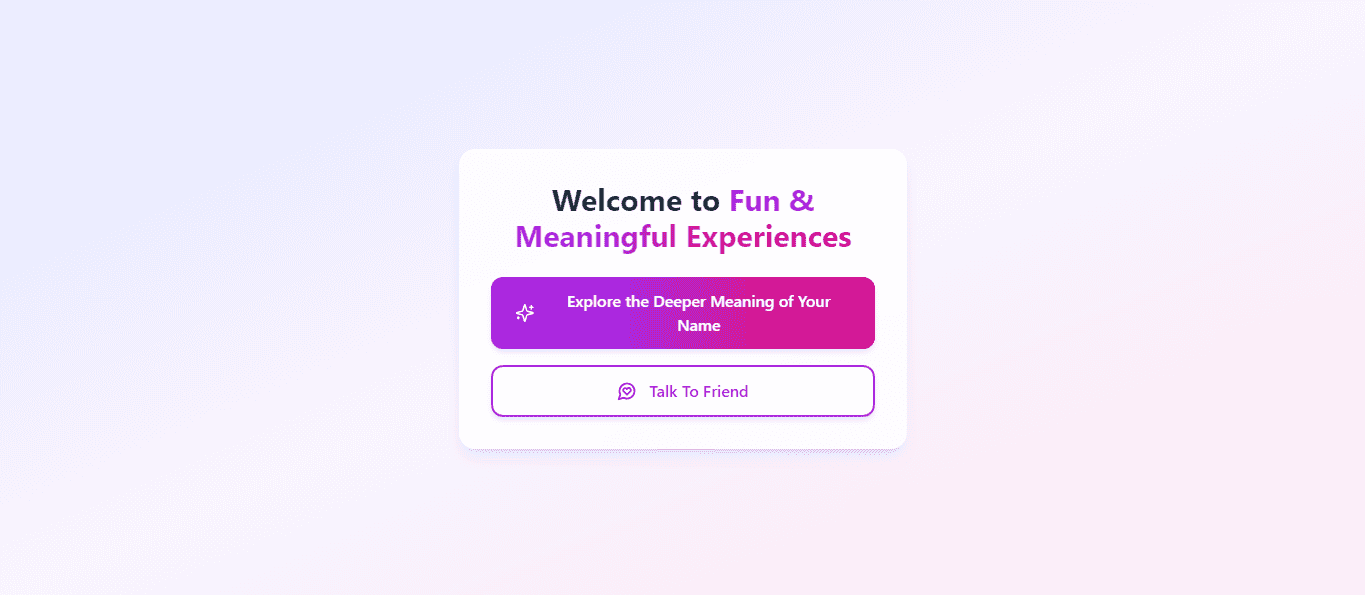 Welcome to Fun &
Meaningful Experiences
Explore the Deeper Meaning of Your
Name
Talk To Friend